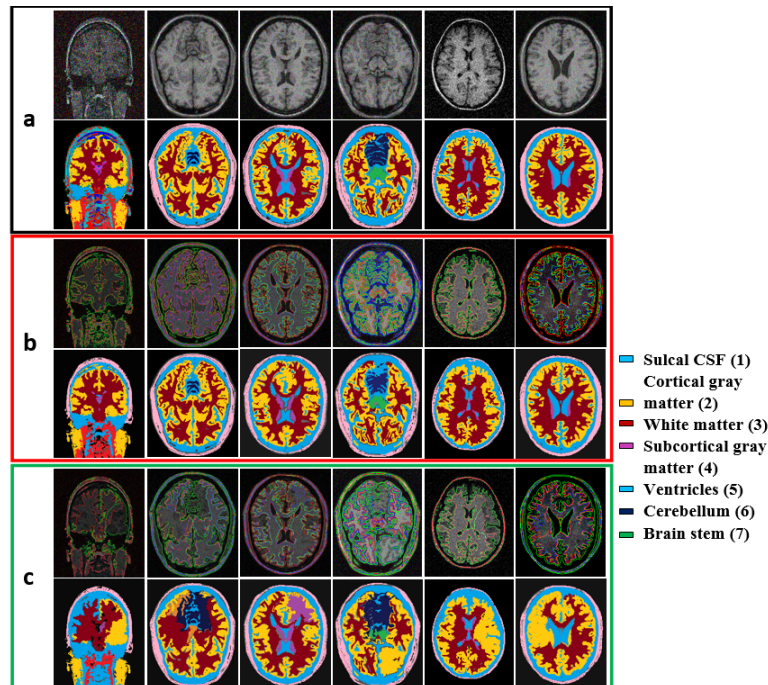 a
b
c
Sulcal CSF (1)
Cortical gray
matter (2)
White matter (3)
Subcortical gray
matter (4)
Ventricles (5)
Cerebellum (6)
Brain stem (7)